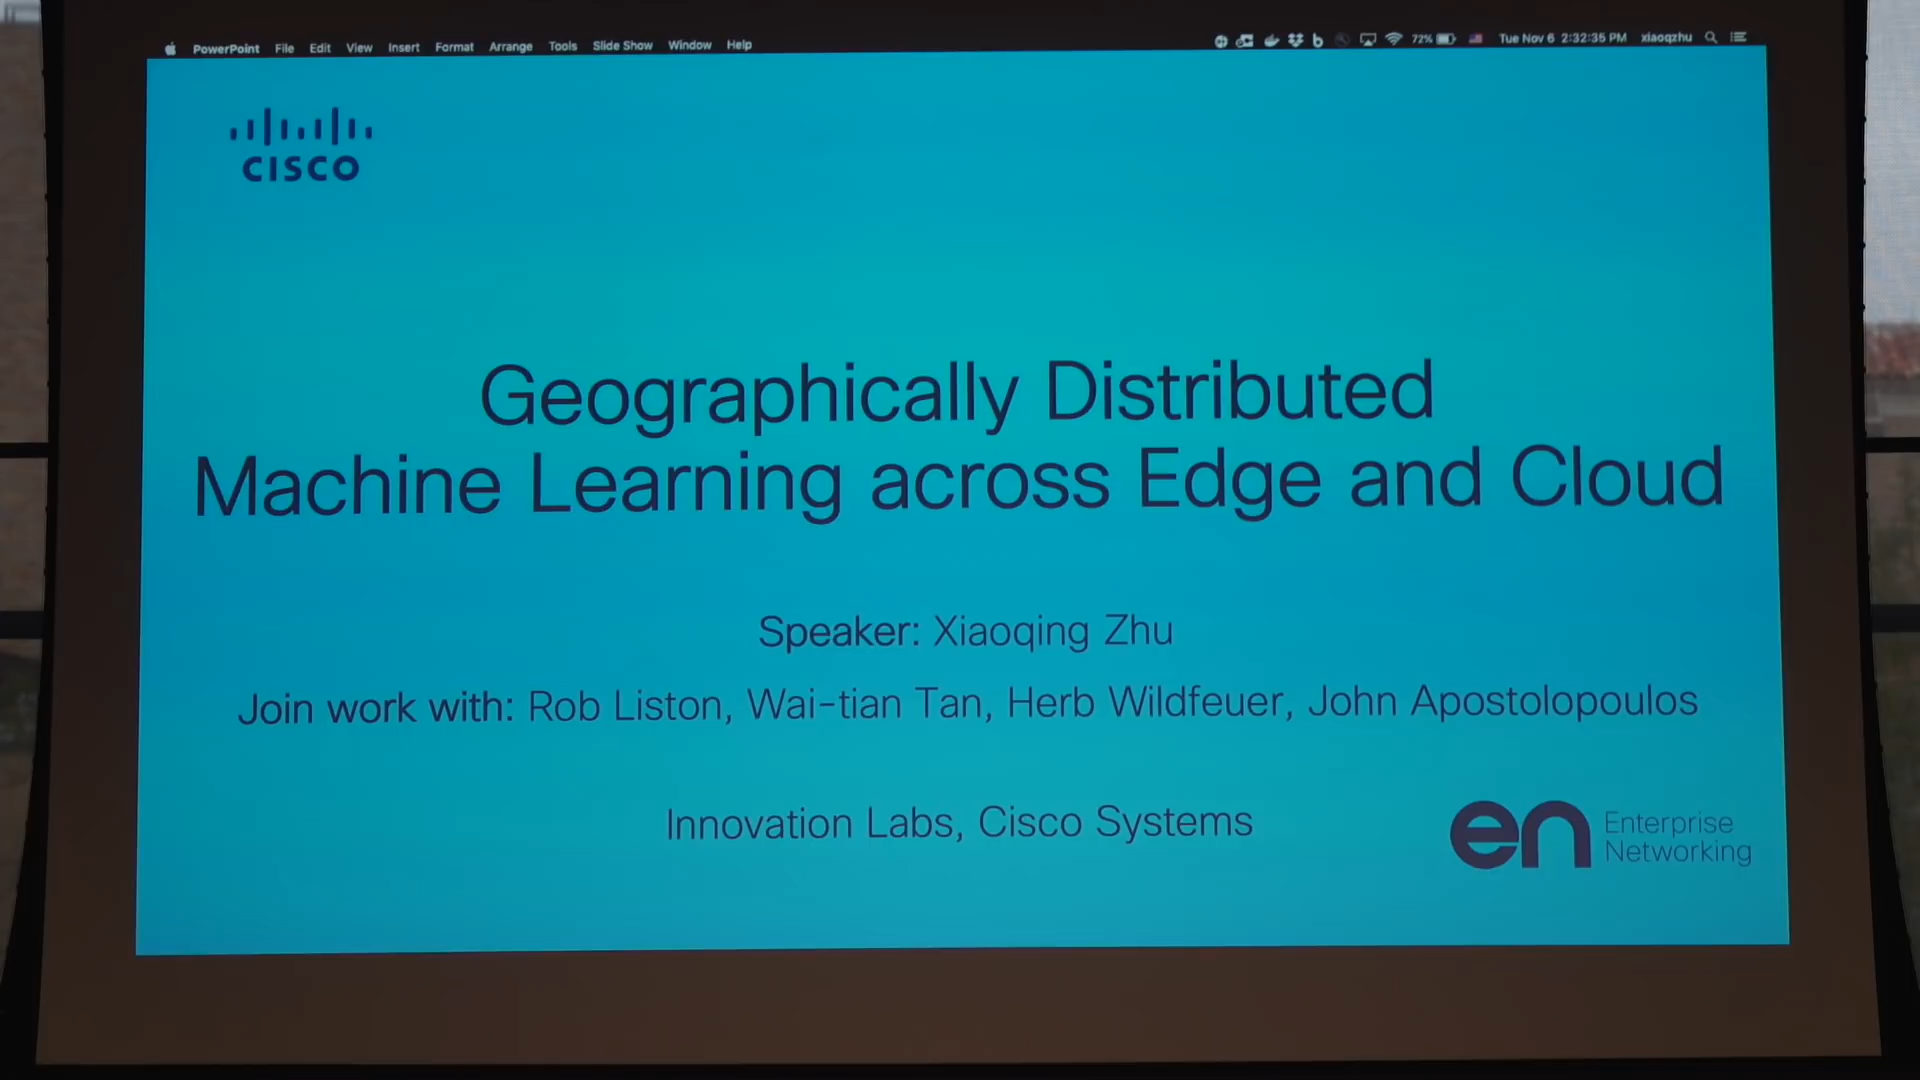 PowerPoint File Edit View Insert Format Arrange Tools Slide Show Window Help 72% Tue Nov 6 2:32:35 PM xiaoqzhu
CISCO
Geographically Distributed
Machine Learning across Edge and Cloud
Speaker: Xiaoqing Zhu
Join work with: Rob Liston, Wai-tian Tan, Herb Wildfeuer, John Apostolopoulos
Innovation Labs, Cisco Systems
en Enterprise
Networking